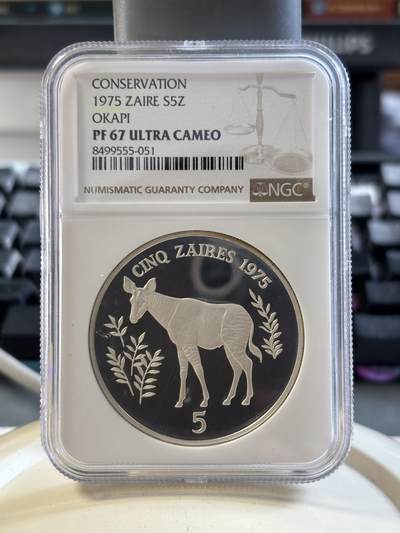 PHILIPS
CONSERVATION
1975 ZAIRE S5Z
OKAPI
PF 67 ULTRA CAMEO
8499555-051
NUMISMATIC GUARANTY COMPANY
NGC®
CINQ ZAIRES 1975
5